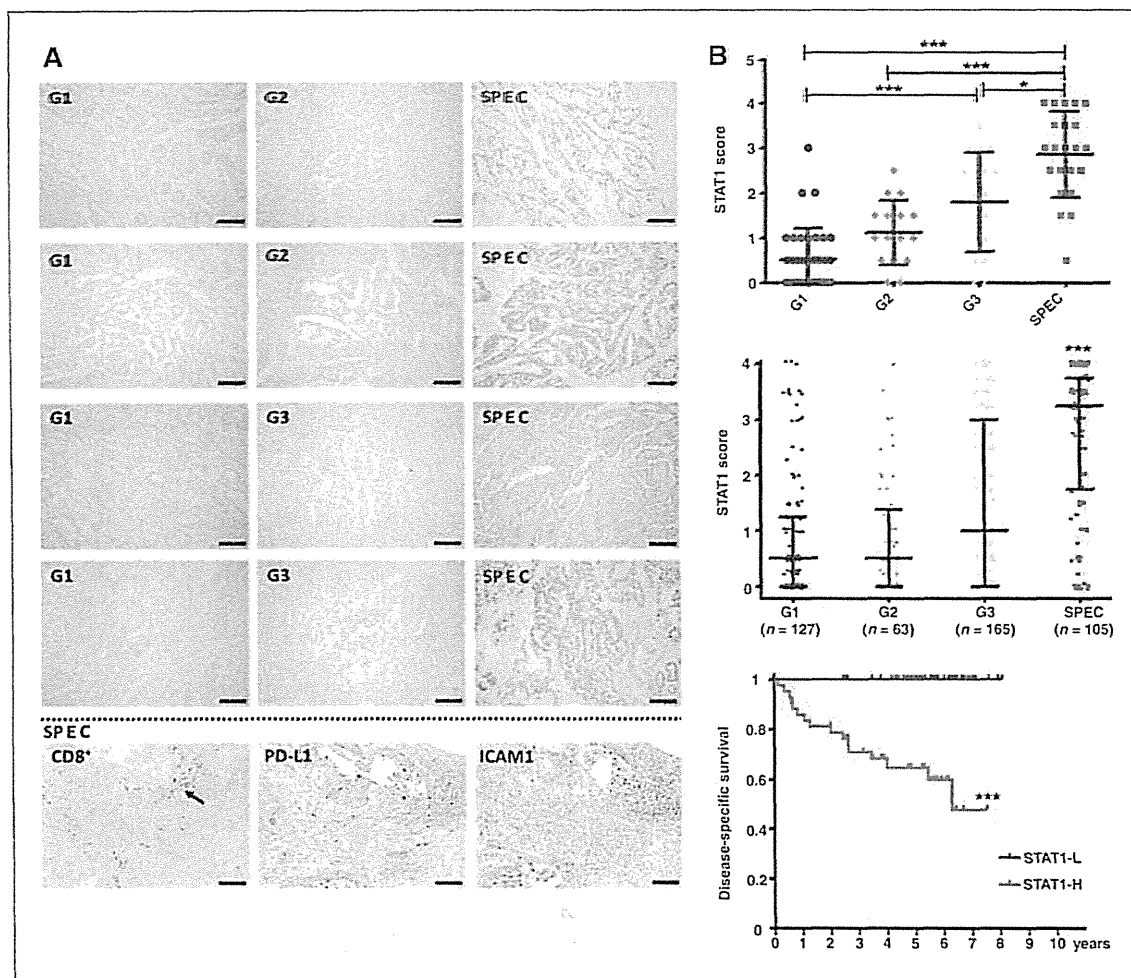 A
G1 G2 SPEC
G1 G2 SPEC
G1 G3 SPEC
G1 G3 SPEC
SPEC
CD8+ PD-L1 ICAM1
B
***
***
*** *
STAT1 score
5
4
3
2
1
0
G1 G2 G3 SPEC
***
STAT1 score
4
3
2
1
0
G1 G2 G3 SPEC
(n = 127) (n = 63) (n = 165) (n = 105)
Disease-specific survival
1
0.8
0.6
0.4
0.2
0
***
STAT1-L
STAT1-H
0 1 2 3 4 5 6 7 8 9 10 years